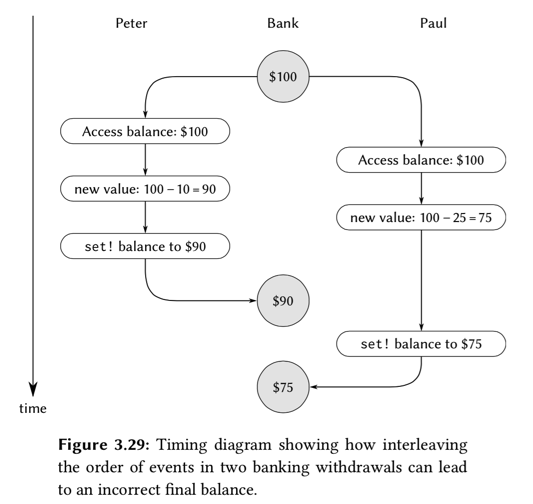 Peter Bank Paul
$100
Access balance: $100
Access balance: $100
new value: 100 – 10 = 90
new value: 100 – 25 = 75
set! balance to $90
$90
set! balance to $75
$75
time
Figure 3.29: Timing diagram showing how interleaving
the order of events in two banking withdrawals can lead
to an incorrect final balance.